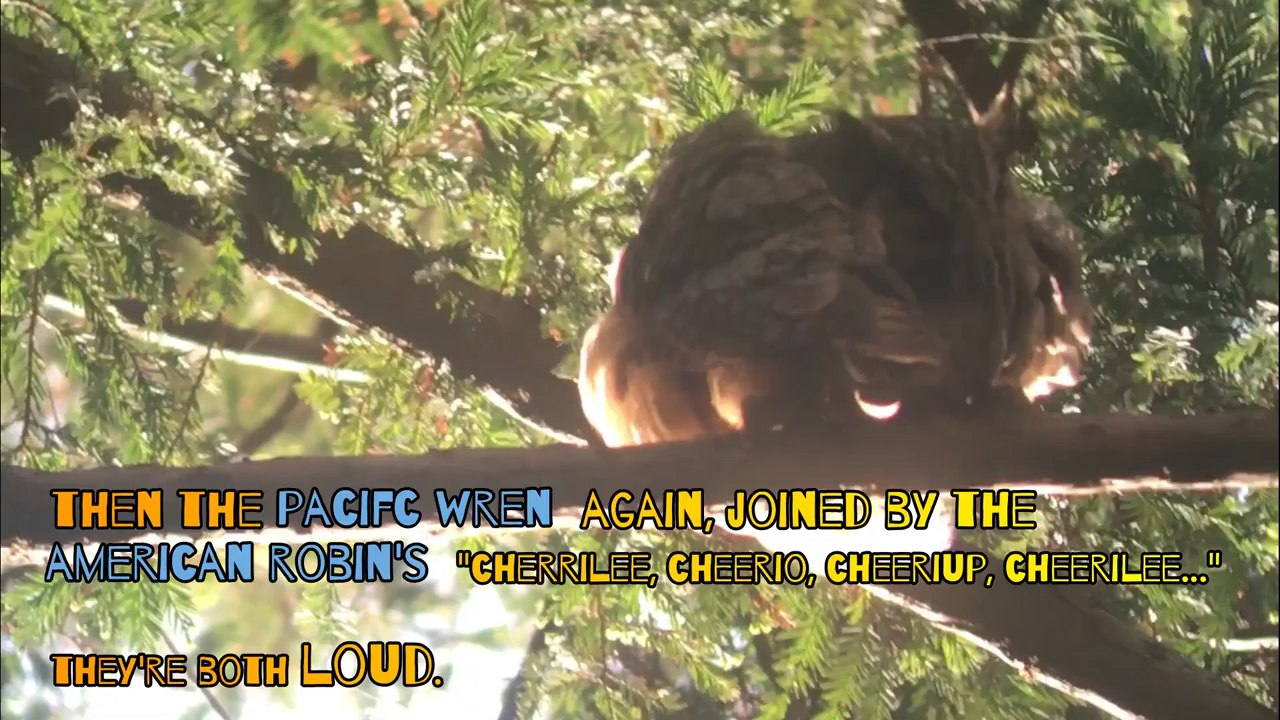 THEN THE PACIFC WREN AGAIN, JOINED BY THE
AMERICAN ROBIN'S "CHERRILEE, CHEERIO, CHEERIUP, CHEERILEE..."
THEY'RE BOTH LOUD.